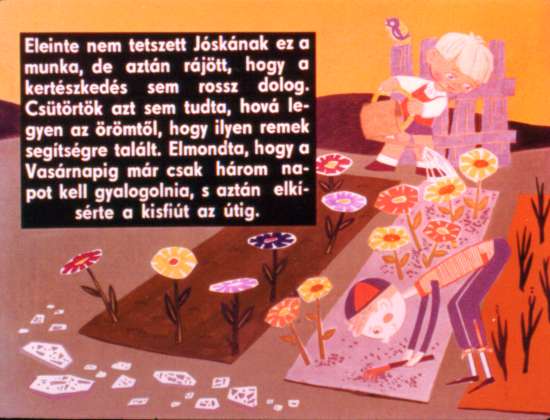 Eleinte nem tetszett Jóskának ez a
munka, de aztán rájött, hogy a
kertészkedés sem rossz dolog.
Csütörtök azt sem tudta, hová le-
gyen az örömtől, hogy ilyen remek
segítségre talált. Elmondta, hogy a
Vasárnapig már csak három na-
pot kell gyalogolnia, s aztán elkí-
sérte a kisfiút az útig.